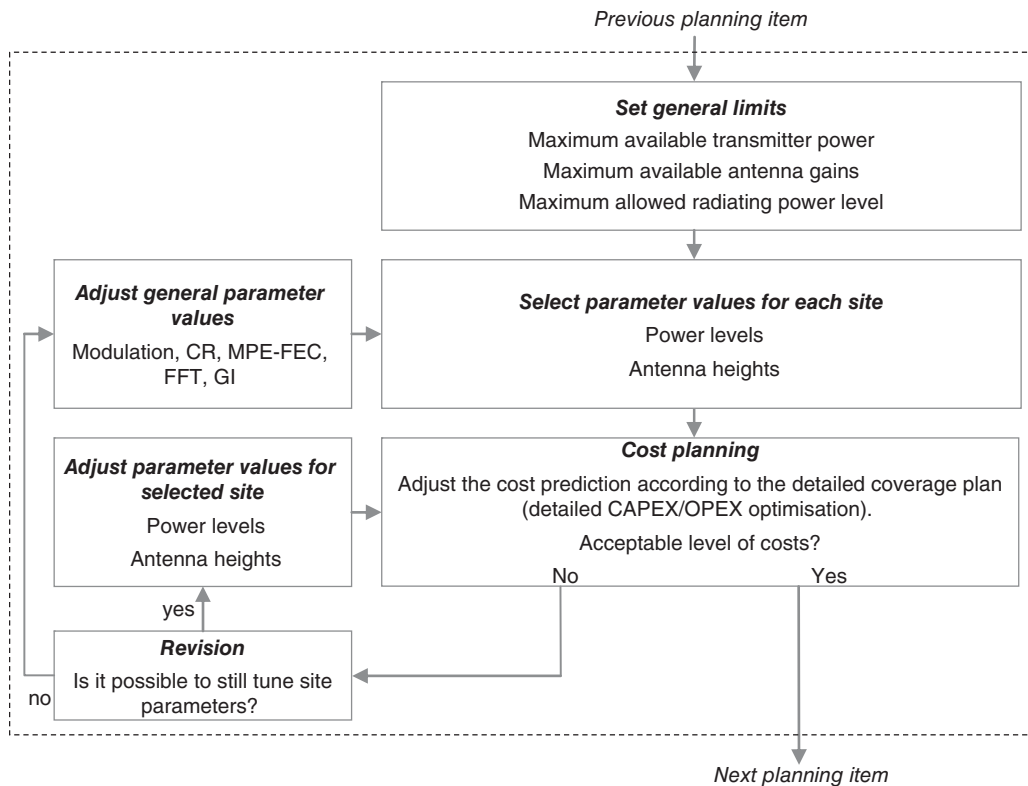 Previous planning item
Set general limits
Maximum available transmitter power
Maximum available antenna gains
Maximum allowed radiating power level
Adjust general parameter
values
Modulation, CR, MPE-FEC,
FFT, GI
Select parameter values for each site
Power levels
Antenna heights
Adjust parameter values for
selected site
Power levels
Antenna heights
Cost planning
Adjust the cost prediction according to the detailed coverage plan
(detailed CAPEX/OPEX optimisation).
Acceptable level of costs?
No
Yes
yes
Revision
Is it possible to still tune site
parameters?
no
Next planning item